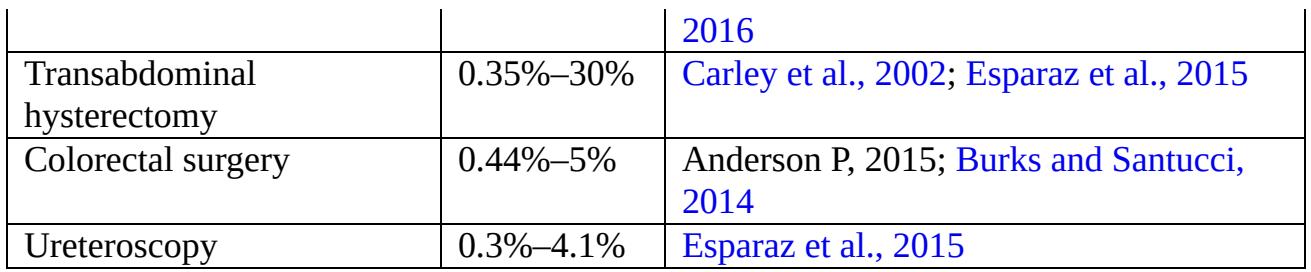 2016
Transabdominal 0.35%–30% Carley et al., 2002; Esparaz et al., 2015
hysterectomy
Colorectal surgery 0.44%–5% Anderson P, 2015; Burks and Santucci,
2014
Ureteroscopy 0.3%–4.1% Esparaz et al., 2015